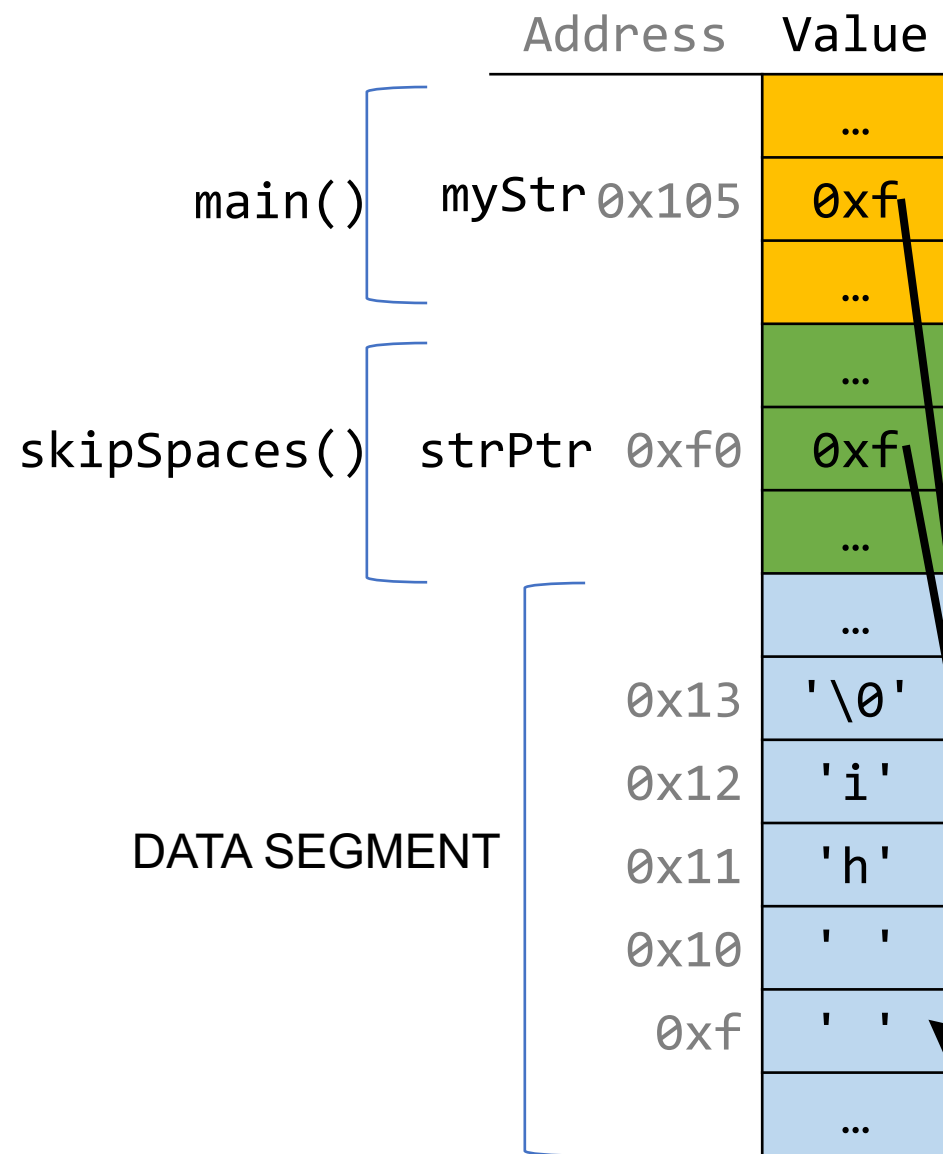 Address Value
…
main() myStr 0x105 0xf
…
…
skipSpaces() strPtr 0xf0 0xf
…
…
0x13 '\0'
0x12 'i'
DATA SEGMENT
0x11 'h'
0x10 ' '
0xf ' '
…